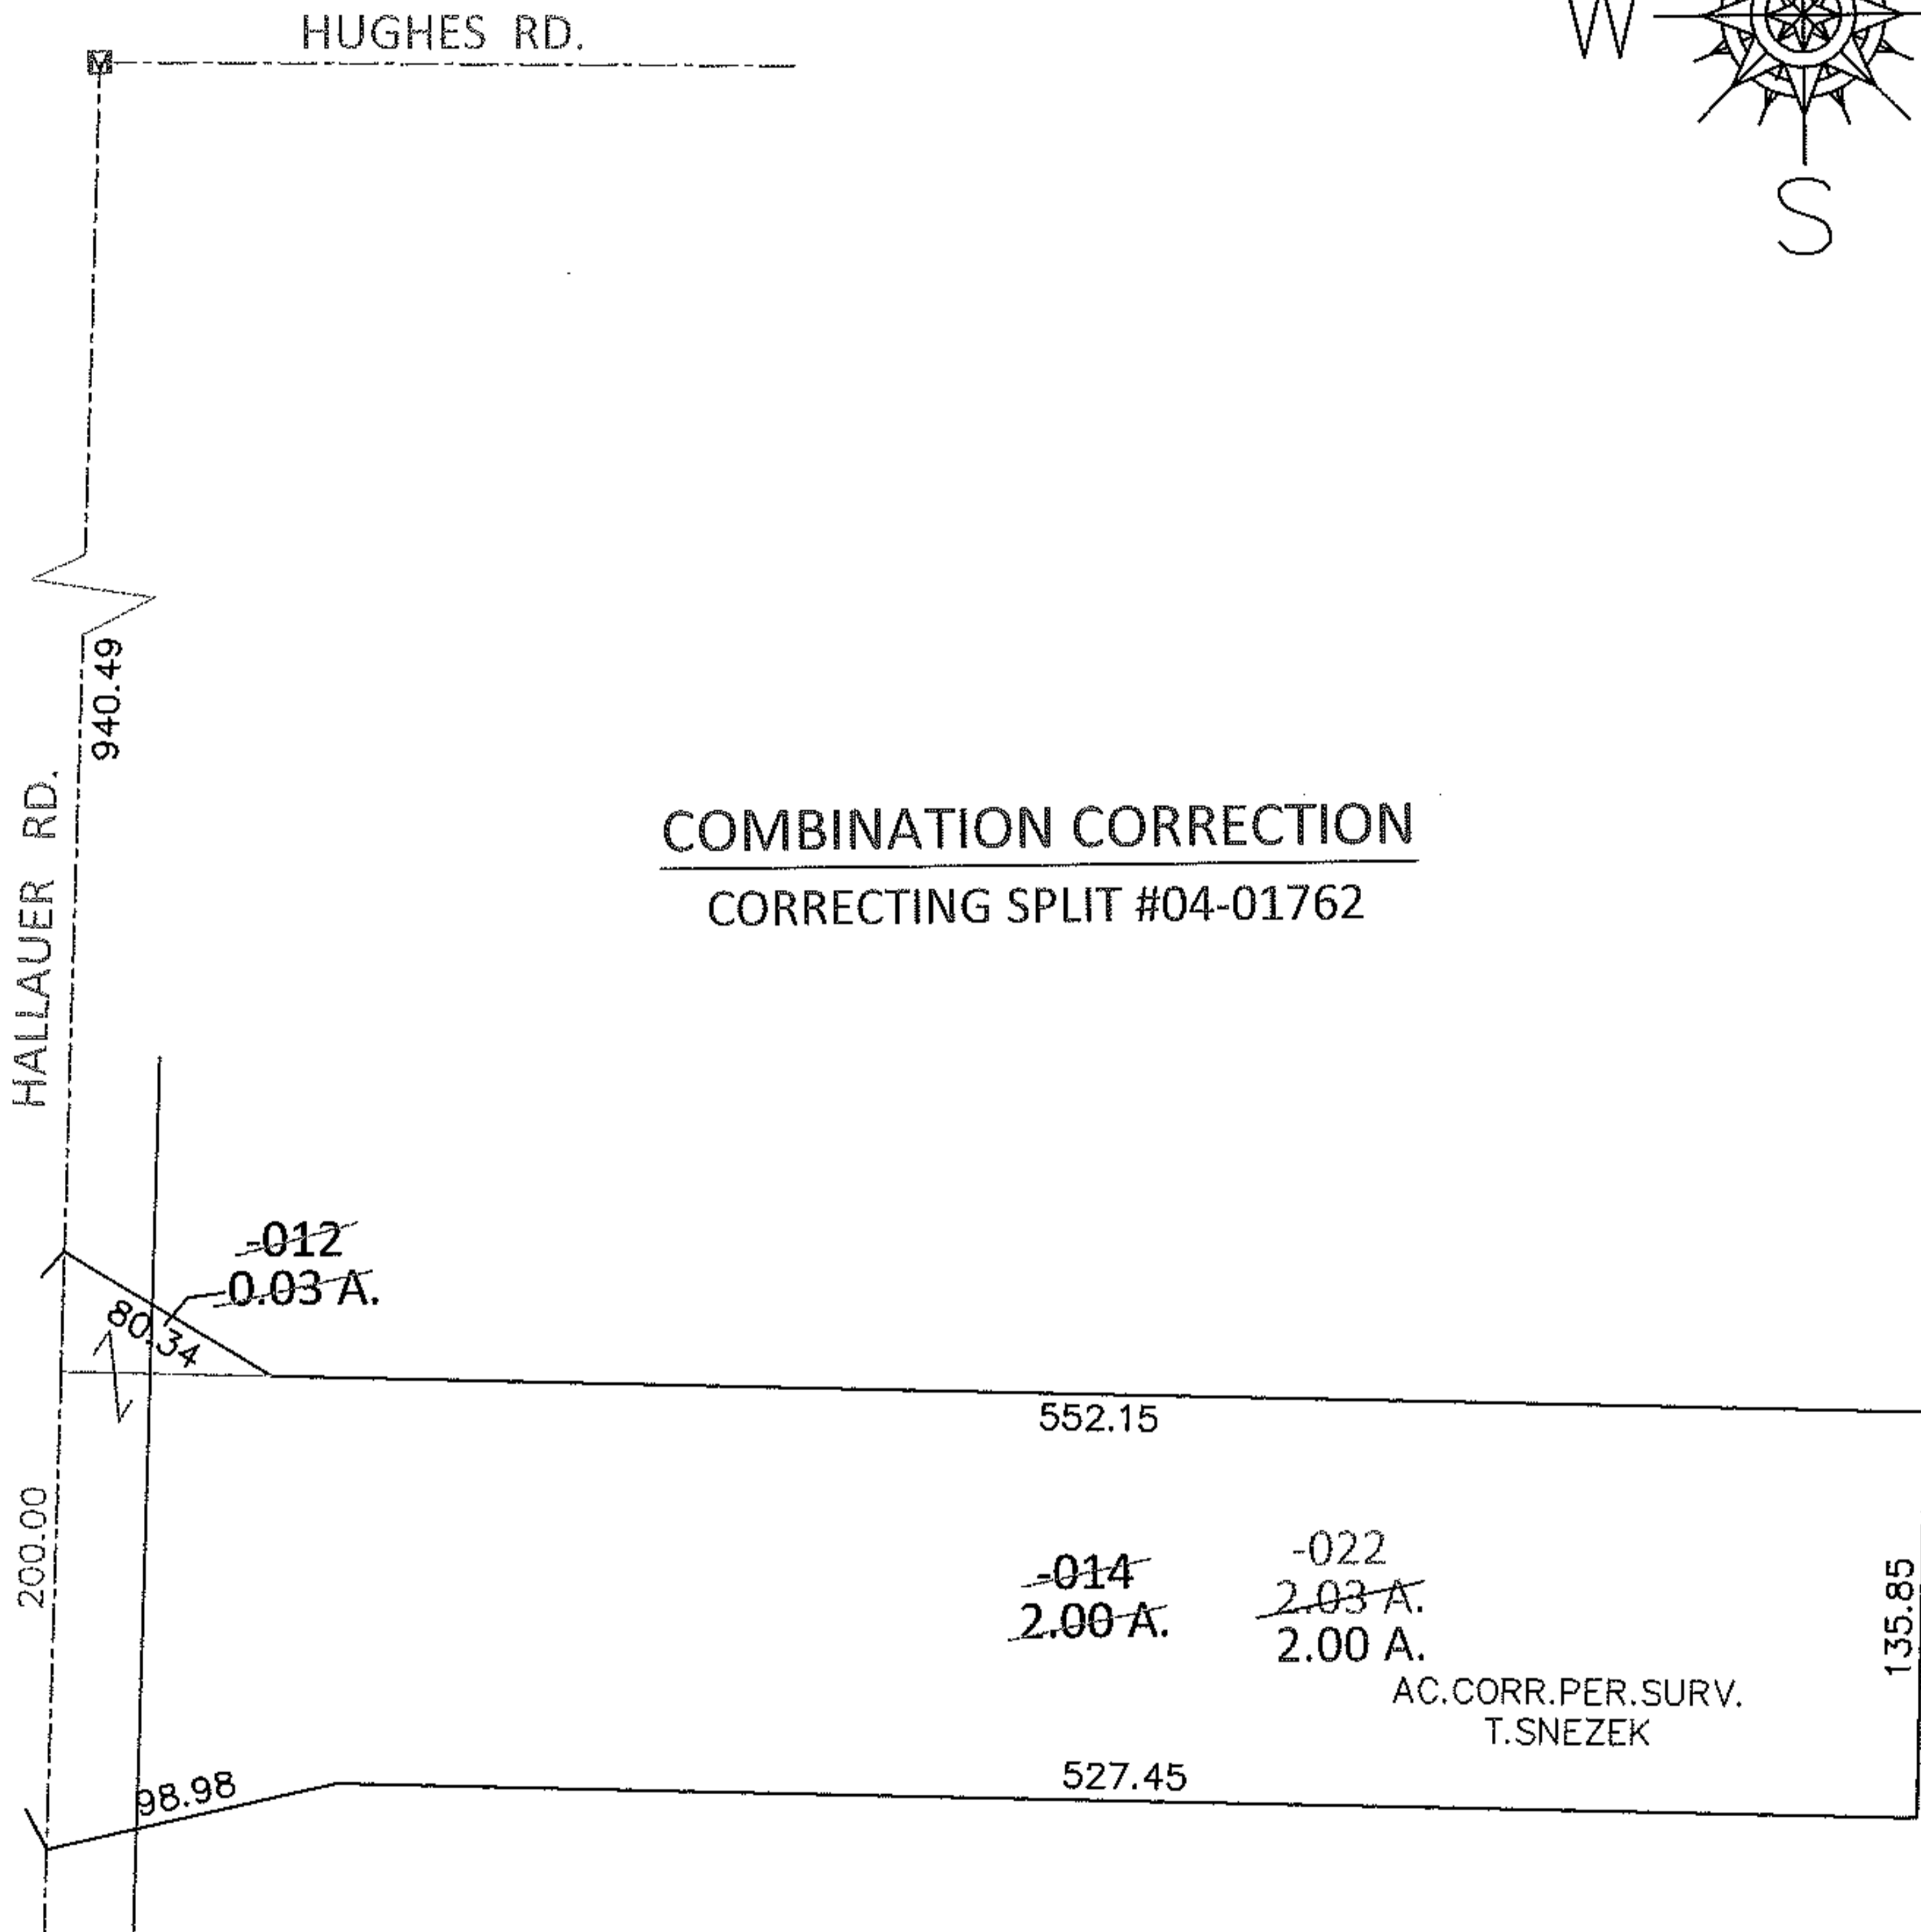 HUGHES RD.
W
S
940.49
HALLAUER RD.
COMBINATION CORRECTION
CORRECTING SPLIT #04-01762
-012
0.03 A.
80.34
552.15
200.00
-014
2.00 A.
-022
2.03 A.
2.00 A.
135.85
AC.CORR.PER.SURV.
T.SNEZEK
98.98
527.45